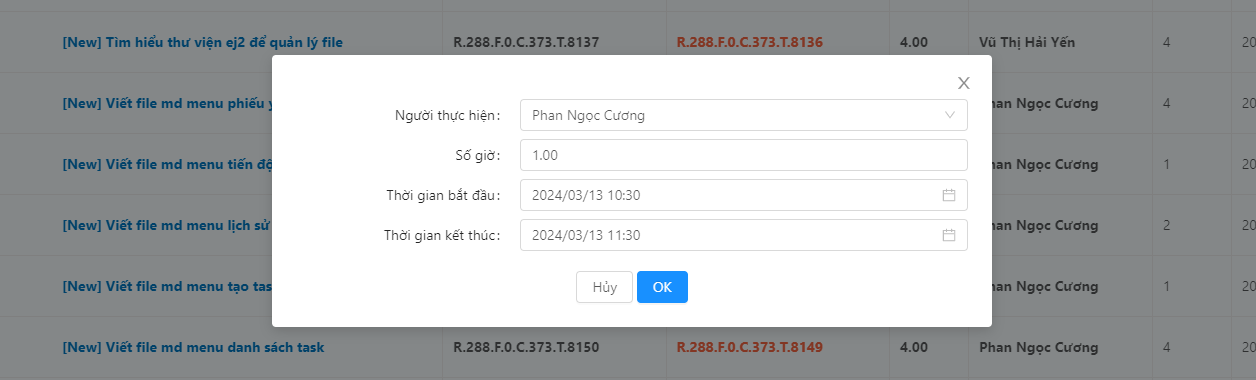 [New] Tìm hiểu thư viện ej2 để quản lý file R.288.F.0.C.373.T.8137 R.288.F.0.C.373.T.8136 4.00 Vũ Thị Hải Yến 4 20
[New] Viết file md menu phiếu y han Ngọc Cương 4 20
[New] Viết file md menu tiến độ han Ngọc Cương 1 20
[New] Viết file md menu lịch sử han Ngọc Cương 2 20
[New] Viết file md menu tạo tas han Ngọc Cương 1 20
[New] Viết file md menu danh sách task R.288.F.0.C.373.T.8150 R.288.F.0.C.373.T.8149 4.00 Phan Ngọc Cương 4 20
Người thực hiện: Phan Ngọc Cương
Số giờ: 1.00
Thời gian bắt đầu: 2024/03/13 10:30
Thời gian kết thúc: 2024/03/13 11:30
Hủy OK